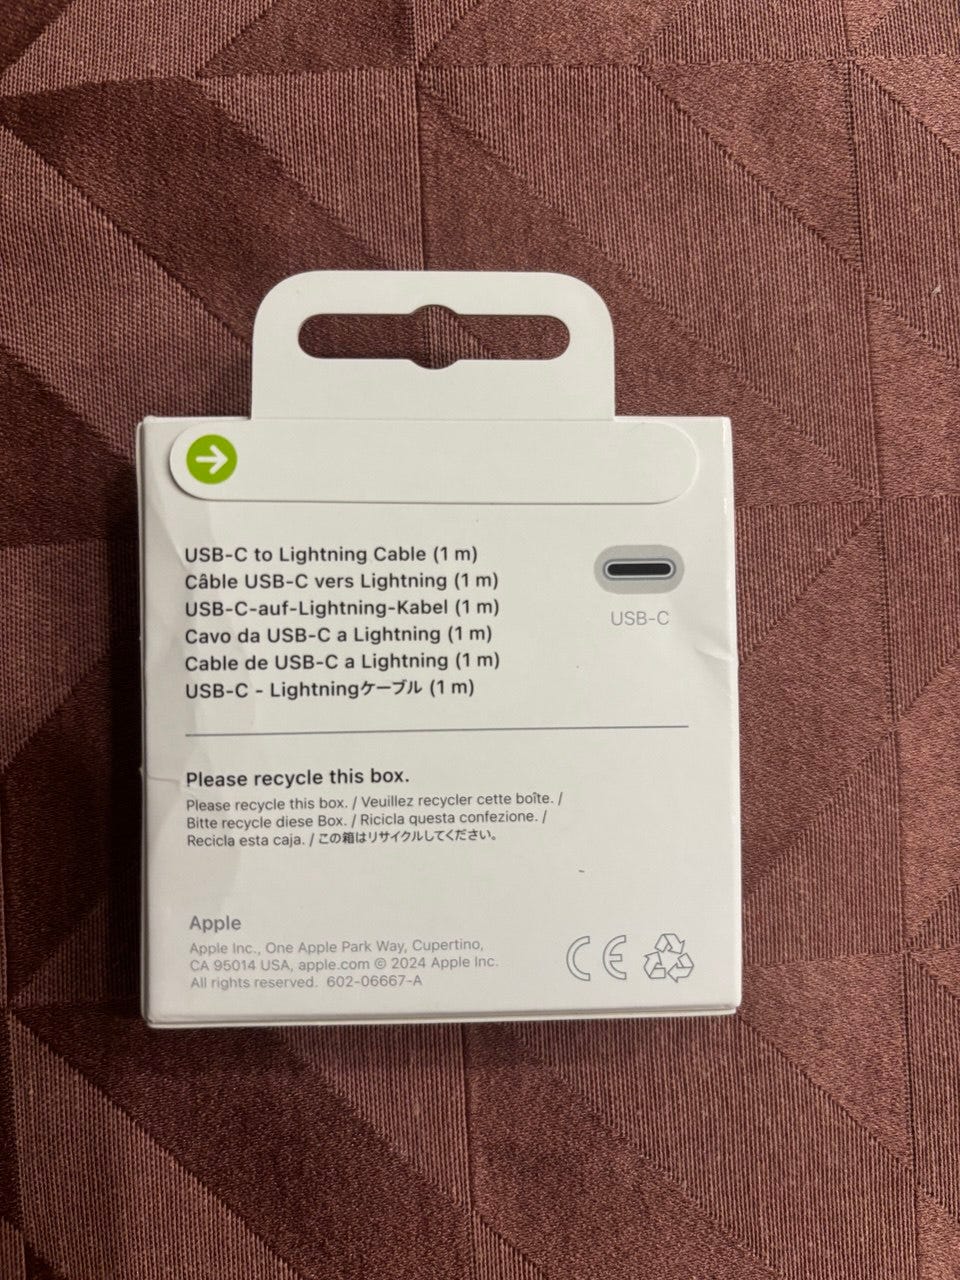 USB-C to Lightning Cable (1 m)
Câble USB-C vers Lightning (1 m)
USB-C-auf-Lightning-Kabel (1 m)
Cavo da USB-C a Lightning (1 m)
Cable de USB-C a Lightning (1 m)
USB-C - Lightningケーブル (1 m)
USB-C
Please recycle this box.
Please recycle this box. / Veuillez recycler cette boîte. /
Bitte recycle diese Box. / Ricicla questa confezione. /
Recicla esta caja. / この箱はリサイクルしてください。
Apple
Apple Inc., One Apple Park Way, Cupertino,
CA 95014 USA, apple.com © 2024 Apple Inc.
All rights reserved. 602-06667-A
CE